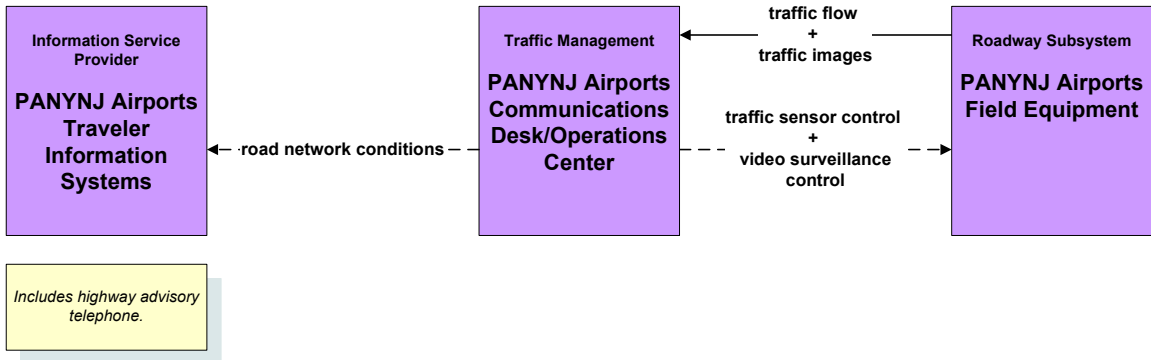 Information Service
Provider
PANYNJ Airports
Traveler
Information
Systems
road network conditions
Traffic Management
PANYNJ Airports
Communications
Desk/Operations
Center
traffic flow
+
traffic images
traffic sensor control
+
video surveillance
control
Roadway Subsystem
PANYNJ Airports
Field Equipment
Includes highway advisory
telephone.